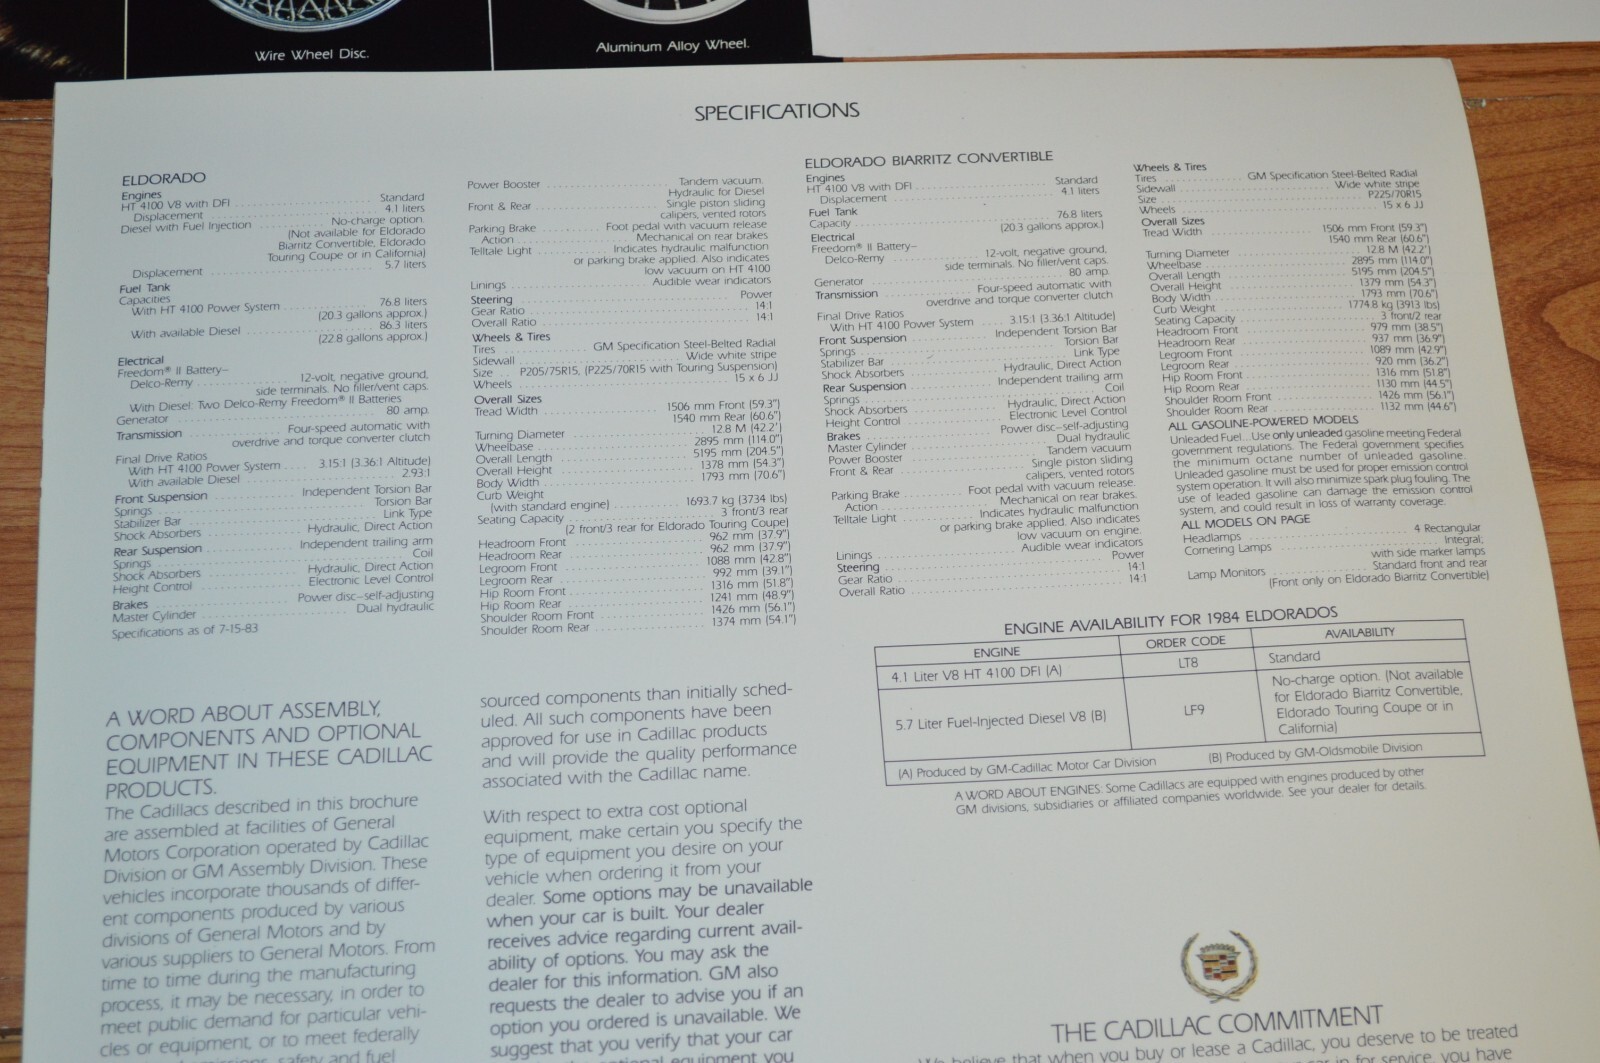 Wire Wheel Disc.
Aluminum Alloy Wheel.
SPECIFICATIONS
ELDORADO
Engines
HT 4100 V8 with DFI Standard
Displacement 4.1 liters
Diesel with Fuel Injection No-charge option.
(Not available for Eldorado
Biarritz Convertible, Eldorado
Touring Coupe or in California)
Displacement 5.7 liters
Fuel Tank
Capacities
With HT 4100 Power System 76.8 liters
(20.3 gallons approx.)
With available Diesel 86.3 liters
(22.8 gallons approx.)
Electrical
Freedom® II Battery–
Delco-Remy 12-volt, negative ground,
side terminals. No filler/vent caps.
With Diesel: Two Delco-Remy Freedom® II Batteries
Generator 80 amp.
Transmission Four-speed automatic with
overdrive and torque converter clutch
Final Drive Ratios
With HT 4100 Power System 3.15:1 (3.36:1 Altitude)
With available Diesel 2.93:1
Front Suspension Independent Torsion Bar
Springs Torsion Bar
Stabilizer Bar Link Type
Shock Absorbers Hydraulic, Direct Action
Rear Suspension Independent trailing arm
Springs Coil
Shock Absorbers Hydraulic, Direct Action
Height Control Electronic Level Control
Brakes Power disc–self-adjusting
Master Cylinder Dual hydraulic
Specifications as of 7-15-83
Power Booster Tandem vacuum.
Hydraulic for Diesel
Front & Rear Single piston sliding
calipers, vented rotors
Parking Brake Foot pedal with vacuum release
Action Mechanical on rear brakes
Telltale Light Indicates hydraulic malfunction
or parking brake applied. Also indicates
low vacuum on HT 4100
Linings Audible wear indicators
Steering Power
Gear Ratio 14:1
Overall Ratio 14:1
Wheels & Tires
Tires GM Specification Steel-Belted Radial
Sidewall Wide white stripe
Size P205/75R15, (P225/70R15 with Touring Suspension)
Wheels 15 x 6 JJ
Overall Sizes
Tread Width 1506 mm Front (59.3")
1540 mm Rear (60.6")
Turning Diameter 12.8 M (42.2')
Wheelbase 2895 mm (114.0")
Overall Length 5195 mm (204.5")
Overall Height 1378 mm (54.3")
Body Width 1793 mm (70.6")
Curb Weight
(with standard engine) 1693.7 kg (3734 lbs)
Seating Capacity 3 front/3 rear
(2 front/3 rear for Eldorado Touring Coupe)
Headroom Front 962 mm (37.9")
Headroom Rear 962 mm (37.9")
Legroom Front 1088 mm (42.8")
Legroom Rear 992 mm (39.1")
Hip Room Front 1316 mm (51.8")
Hip Room Rear 1241 mm (48.9")
Shoulder Room Front 1426 mm (56.1")
Shoulder Room Rear 1374 mm (54.1")
ELDORADO BIARRITZ CONVERTIBLE
Engines
HT 4100 V8 with DFI Standard
Displacement 4.1 liters
Fuel Tank
Capacity 76.8 liters
(20.3 gallons approx.)
Electrical
Freedom® II Battery–
Delco-Remy 12-volt, negative ground,
side terminals. No filler/vent caps.
Generator 80 amp.
Transmission Four-speed automatic with
overdrive and torque converter clutch
Final Drive Ratios
With HT 4100 Power System 3.15:1 (3.36:1 Altitude)
Front Suspension Independent Torsion Bar
Springs Torsion Bar
Stabilizer Bar Link Type
Shock Absorbers Hydraulic, Direct Action
Rear Suspension Independent trailing arm
Springs Coil
Shock Absorbers Hydraulic, Direct Action
Height Control Electronic Level Control
Brakes Power disc–self-adjusting
Master Cylinder Dual hydraulic
Power Booster Tandem vacuum
Front & Rear Single piston sliding
calipers, vented rotors
Parking Brake Foot pedal with vacuum release.
Action Mechanical on rear brakes.
Telltale Light Indicates hydraulic malfunction
or parking brake applied. Also indicates
low vacuum on engine.
Linings Audible wear indicators
Steering Power
Gear Ratio 14:1
Overall Ratio 14:1
Wheels & Tires
Tires GM Specification Steel-Belted Radial
Sidewall Wide white stripe
Size P225/70R15
Wheels 15 x 6 JJ
Overall Sizes
Tread Width 1506 mm Front (59.3")
1540 mm Rear (60.6")
Turning Diameter 12.8 M (42.2')
Wheelbase 2895 mm (114.0")
Overall Length 5195 mm (204.5")
Overall Height 1379 mm (54.3")
Body Width 1793 mm (70.6")
Curb Weight 1774.8 kg (3913 lbs)
Seating Capacity 3 front/2 rear
Headroom Front 979 mm (38.5")
Headroom Rear 937 mm (36.9")
Legroom Front 1089 mm (42.9")
Legroom Rear 920 mm (36.2")
Hip Room Front 1316 mm (51.8")
Hip Room Rear 1130 mm (44.5")
Shoulder Room Front 1426 mm (56.1")
Shoulder Room Rear 1132 mm (44.6")
ALL GASOLINE-POWERED MODELS
Unleaded Fuel...Use only unleaded gasoline meeting Federal
government regulations. The Federal government specifies
the minimum octane number of unleaded gasoline.
Unleaded gasoline must be used for proper emission control
system operation. It will also minimize spark plug fouling. The
use of leaded gasoline can damage the emission control
system, and could result in loss of warranty coverage.
ALL MODELS ON PAGE
Headlamps 4 Rectangular
Cornering Lamps Integral,
with side marker lamps
Lamp Monitors Standard front and rear
(Front only on Eldorado Biarritz Convertible)
ENGINE AVAILABILITY FOR 1984 ELDORADOS
ENGINE ORDER CODE AVAILABILITY
4.1 Liter V8 HT 4100 DFI (A) LT8 Standard
5.7 Liter Fuel-Injected Diesel V8 (B) LF9 No-charge option. (Not available
for Eldorado Biarritz Convertible,
Eldorado Touring Coupe or in
California)
(A) Produced by GM-Cadillac Motor Car Division (B) Produced by GM-Oldsmobile Division
A WORD ABOUT ENGINES: Some Cadillacs are equipped with engines produced by other
GM divisions, subsidiaries or affiliated companies worldwide. See your dealer for details.
A WORD ABOUT ASSEMBLY,
COMPONENTS AND OPTIONAL
EQUIPMENT IN THESE CADILLAC
PRODUCTS.
The Cadillacs described in this brochure
are assembled at facilities of General
Motors Corporation operated by Cadillac
Division or GM Assembly Division. These
vehicles incorporate thousands of differ-
ent components produced by various
divisions of General Motors and by
various suppliers to General Motors. From
time to time during the manufacturing
process, it may be necessary, in order to
meet public demand for particular vehi-
cles or equipment, or to meet federally
safety and fuel
sourced components than initially sched-
uled. All such components have been
approved for use in Cadillac products
and will provide the quality performance
associated with the Cadillac name.
With respect to extra cost optional
equipment, make certain you specify the
type of equipment you desire on your
vehicle when ordering it from your
dealer. Some options may be unavailable
when your car is built. Your dealer
receives advice regarding current avail-
ability of options. You may ask the
dealer for this information. GM also
requests the dealer to advise you if an
option you ordered is unavailable. We
suggest that you verify that your car
equipment you
THE CADILLAC COMMITMENT
We believe that when you buy or lease a Cadillac, you deserve to be treated
car in for service, you have